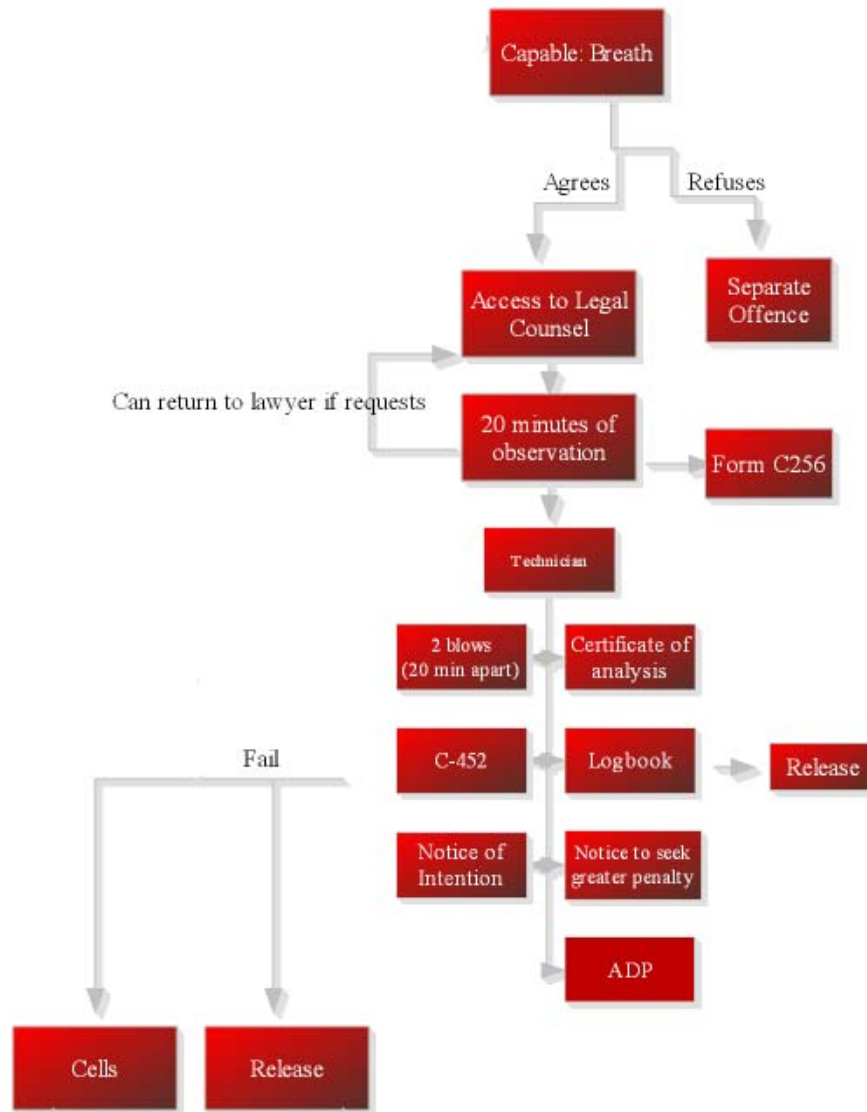 Capable: Breath
Agrees
Refuses
Access to Legal
Counsel
Separate
Offence
Can return to lawyer if requests
20 minutes of
observation
Form C256
Technician
2 blows
(20 min apart)
Certificate of
analysis
Fail
C-452
Logbook
Release
Notice of
Intention
Notice to seek
greater penalty
ADP
Cells
Release